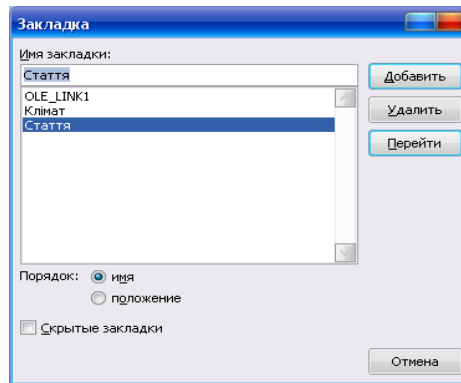 Закладка
Имя закладки:
Стаття
Добавить
OLE_LINK1
Клімат
Стаття
Удалить
Перейти
Порядок: имя
положение
Скрытые закладки
Отмена